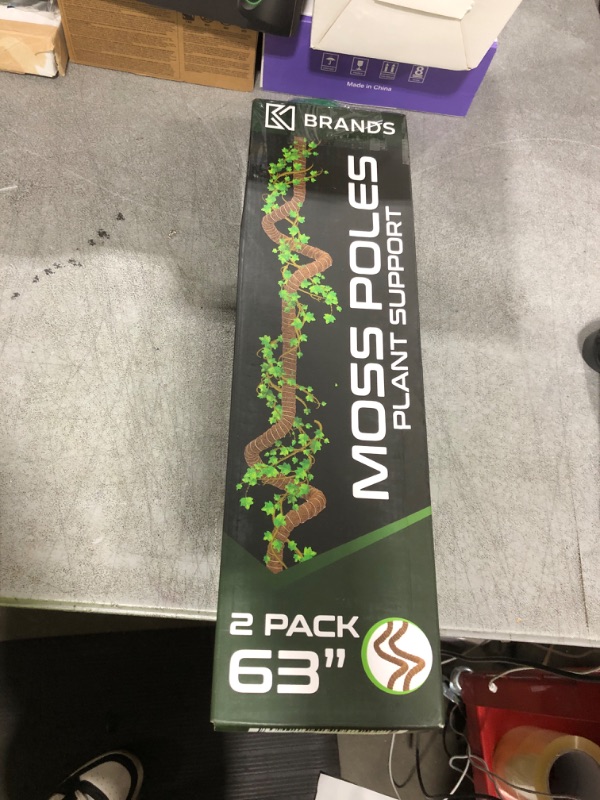 BRANDS
MOSS POLES
PLANT SUPPORT
2 PACK
63”
Made in China